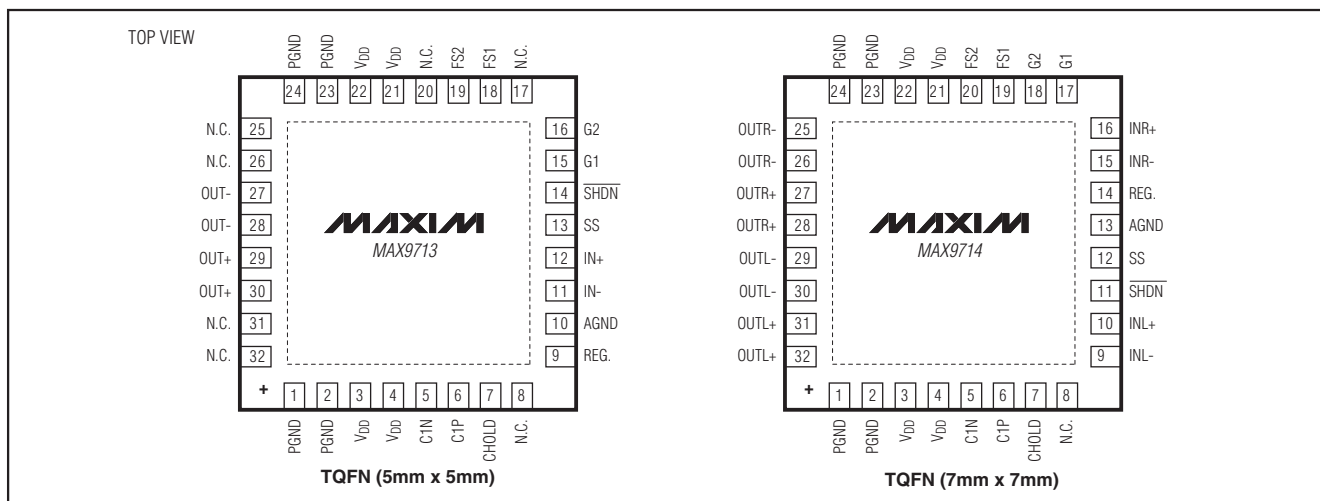 TOP VIEW
PGND PGND VDD VDD N.C. FS2 FS1 N.C.
24 23 22 21 20 19 18 17
N.C. 25 16 G2
N.C. 26 15 G1
OUT- 27 14 SHDN
OUT- 28 13 SS
OUT+ 29 12 IN+
OUT+ 30 11 IN-
N.C. 31 10 AGND
N.C. 32 9 REG.
MAXIM
MAX9713
+ 1 2 3 4 5 6 7 8
PGND PGND VDD VDD C1N C1P CHOLD N.C.
TQFN (5mm x 5mm)
PGND PGND VDD VDD FS2 FS1 G2 G1
24 23 22 21 20 19 18 17
OUTR- 25 16 INR+
OUTR- 26 15 INR-
OUTR+ 27 14 REG.
OUTR+ 28 13 AGND
OUTL- 29 12 SS
OUTL- 30 11 SHDN
OUTL+ 31 10 INL+
OUTL+ 32 9 INL-
MAXIM
MAX9714
+ 1 2 3 4 5 6 7 8
PGND PGND VDD VDD C1N C1P CHOLD N.C.
TQFN (7mm x 7mm)